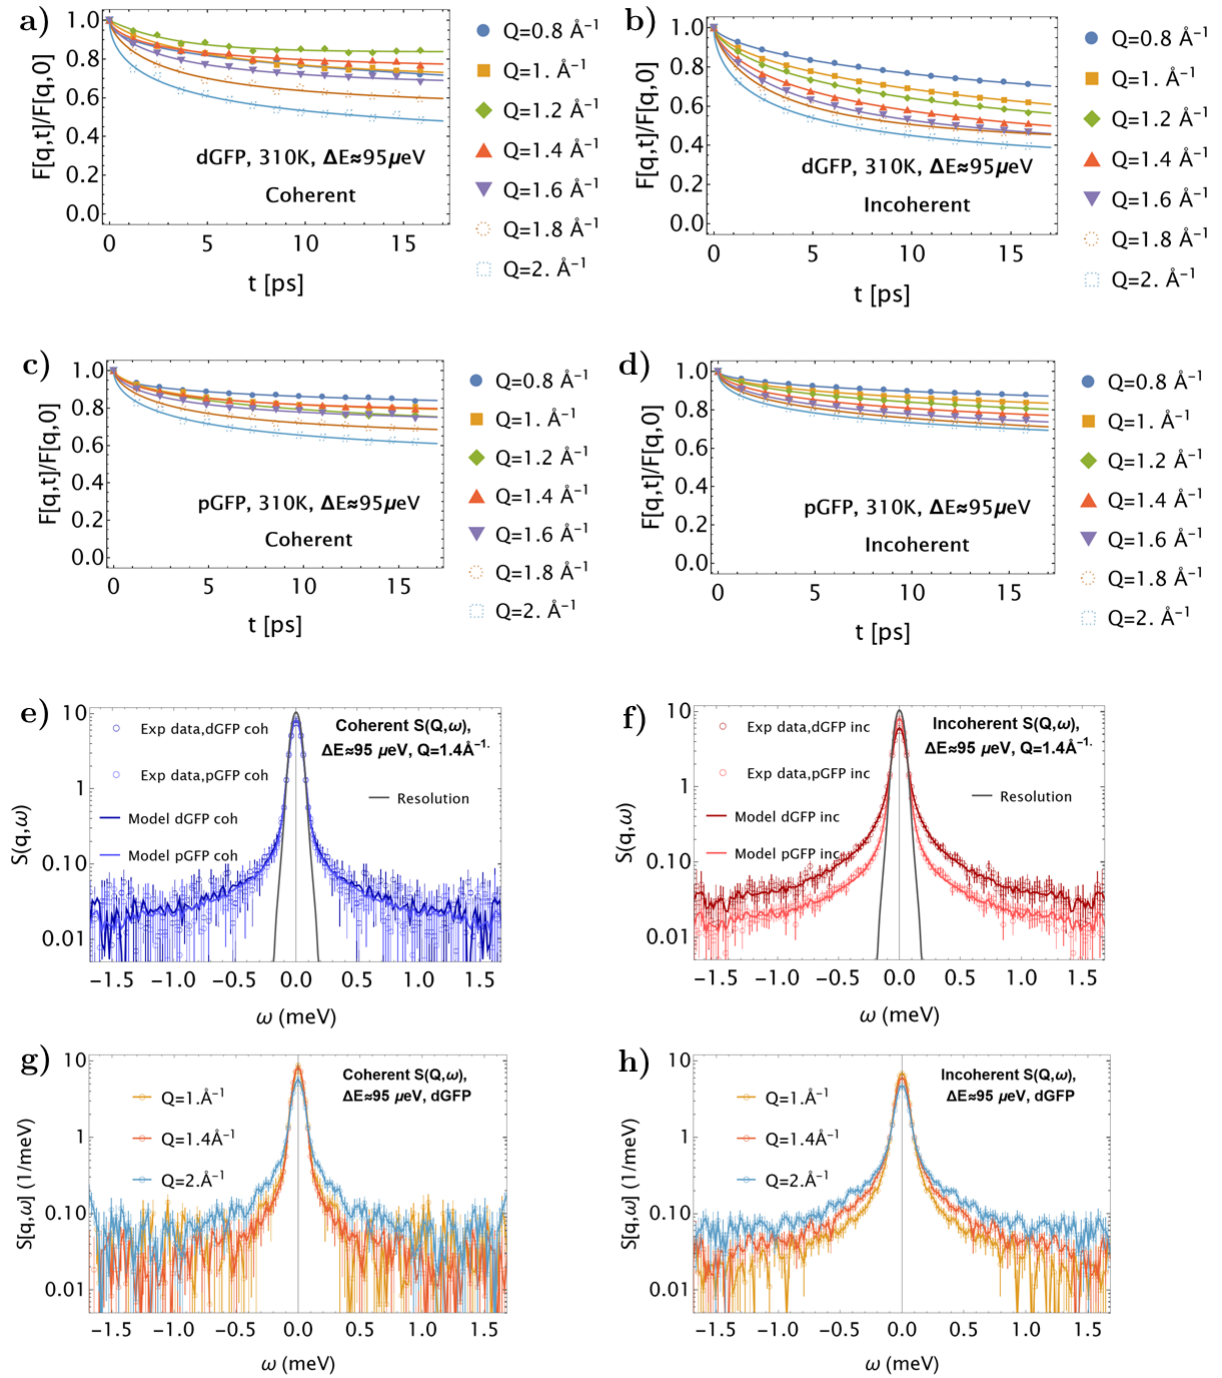 a)
1.0
0.8
0.6
0.4
0.2
0.0
F[q,t]/F[q,0]
dGFP, 310K, ΔE≈95μeV
Coherent
0 5 10 15
t [ps]
Q=0.8 Å⁻¹
Q=1. Å⁻¹
Q=1.2 Å⁻¹
Q=1.4 Å⁻¹
Q=1.6 Å⁻¹
Q=1.8 Å⁻¹
Q=2. Å⁻¹
b)
1.0
0.8
0.6
0.4
0.2
0.0
F[q,t]/F[q,0]
dGFP, 310K, ΔE≈95μeV
Incoherent
0 5 10 15
t [ps]
Q=0.8 Å⁻¹
Q=1. Å⁻¹
Q=1.2 Å⁻¹
Q=1.4 Å⁻¹
Q=1.6 Å⁻¹
Q=1.8 Å⁻¹
Q=2. Å⁻¹
c)
1.0
0.8
0.6
0.4
0.2
0.0
F[q,t]/F[q,0]
pGFP, 310K, ΔE≈95μeV
Coherent
0 5 10 15
t [ps]
Q=0.8 Å⁻¹
Q=1. Å⁻¹
Q=1.2 Å⁻¹
Q=1.4 Å⁻¹
Q=1.6 Å⁻¹
Q=1.8 Å⁻¹
Q=2. Å⁻¹
d)
1.0
0.8
0.6
0.4
0.2
0.0
F[q,t]/F[q,0]
pGFP, 310K, ΔE≈95μeV
Incoherent
0 5 10 15
t [ps]
Q=0.8 Å⁻¹
Q=1. Å⁻¹
Q=1.2 Å⁻¹
Q=1.4 Å⁻¹
Q=1.6 Å⁻¹
Q=1.8 Å⁻¹
Q=2. Å⁻¹
e)
10
1
0.10
0.01
S(q,ω)
Exp data,dGFP coh
Exp data,pGFP coh
Model dGFP coh
Model pGFP coh
Coherent S(Q,ω),
ΔE≈95 μeV, Q=1.4Å⁻¹.
Resolution
−1.5 −1.0 −0.5 0.0 0.5 1.0 1.5
ω (meV)
f)
10
1
0.10
0.01
S(q,ω)
Exp data,dGFP inc
Exp data,pGFP inc
Model dGFP inc
Model pGFP inc
Incoherent S(Q,ω),
ΔE≈95 μeV, Q=1.4Å⁻¹.
Resolution
−1.5 −1.0 −0.5 0.0 0.5 1.0 1.5
ω (meV)
g)
10
1
0.10
0.01
S[q,ω] (1/meV)
Q=1.Å⁻¹
Q=1.4Å⁻¹
Q=2.Å⁻¹
Coherent S(Q,ω),
ΔE≈95 μeV, dGFP
−1.5 −1.0 −0.5 0.0 0.5 1.0 1.5
ω (meV)
h)
10
1
0.10
0.01
S[q,ω] (1/meV)
Q=1.Å⁻¹
Q=1.4Å⁻¹
Q=2.Å⁻¹
Incoherent S(Q,ω),
ΔE≈95 μeV, dGFP
−1.5 −1.0 −0.5 0.0 0.5 1.0 1.5
ω (meV)